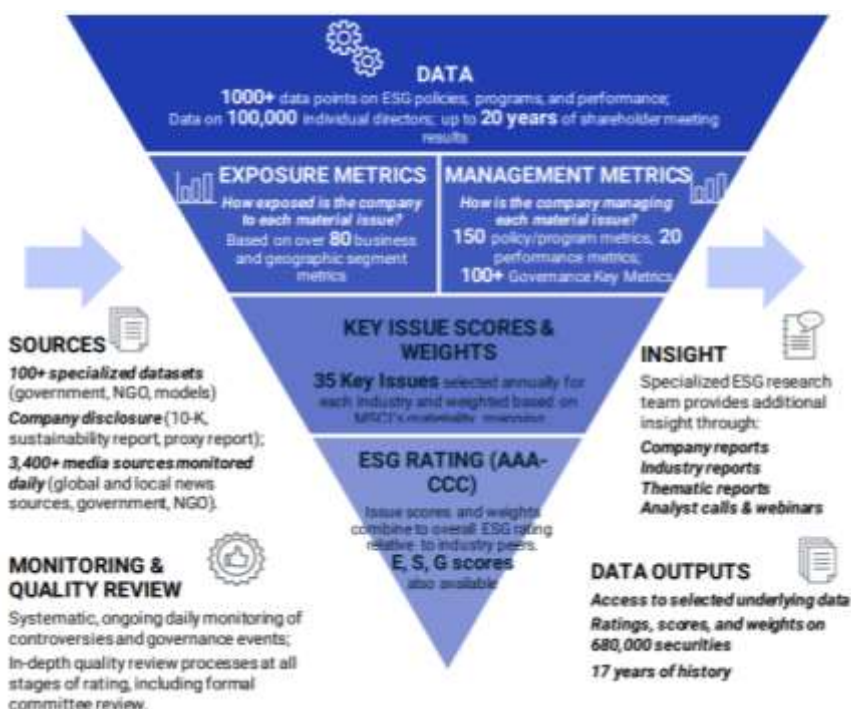 DATA
1000+ data points on ESG policies, programs, and performance;
Data on 100,000 individual directors; up to 20 years of shareholder meeting
results
EXPOSURE METRICS
How exposed is the company
to each material issue?
Based on over 80 business
and geographic segment
metrics
MANAGEMENT METRICS
How is the company managing
each material issue?
150 policy/program metrics, 20
performance metrics;
100+ Governance Key Metrics
KEY ISSUE SCORES &
WEIGHTS
35 Key Issues selected annually for
each industry and weighted based on
MSCI's materiality mapping
ESG RATING (AAA-
CCC)
Issue scores and weights
combine to overall ESG rating
relative to industry peers.
E, S, G scores
also available
SOURCES
100+ specialized datasets
(government, NGO, models)
Company disclosure (10-K,
sustainability report, proxy report);
3,400+ media sources monitored
daily (global and local news
sources, government, NGO).
MONITORING &
QUALITY REVIEW
Systematic, ongoing daily monitoring of
controversies and governance events;
In-depth quality review processes at all
stages of rating, including formal
committee review.
INSIGHT
Specialized ESG research
team provides additional
insight through:
Company reports
Industry reports
Thematic reports
Analyst calls & webinars
DATA OUTPUTS
Access to selected underlying data
Ratings, scores, and weights on
680,000 securities
17 years of history